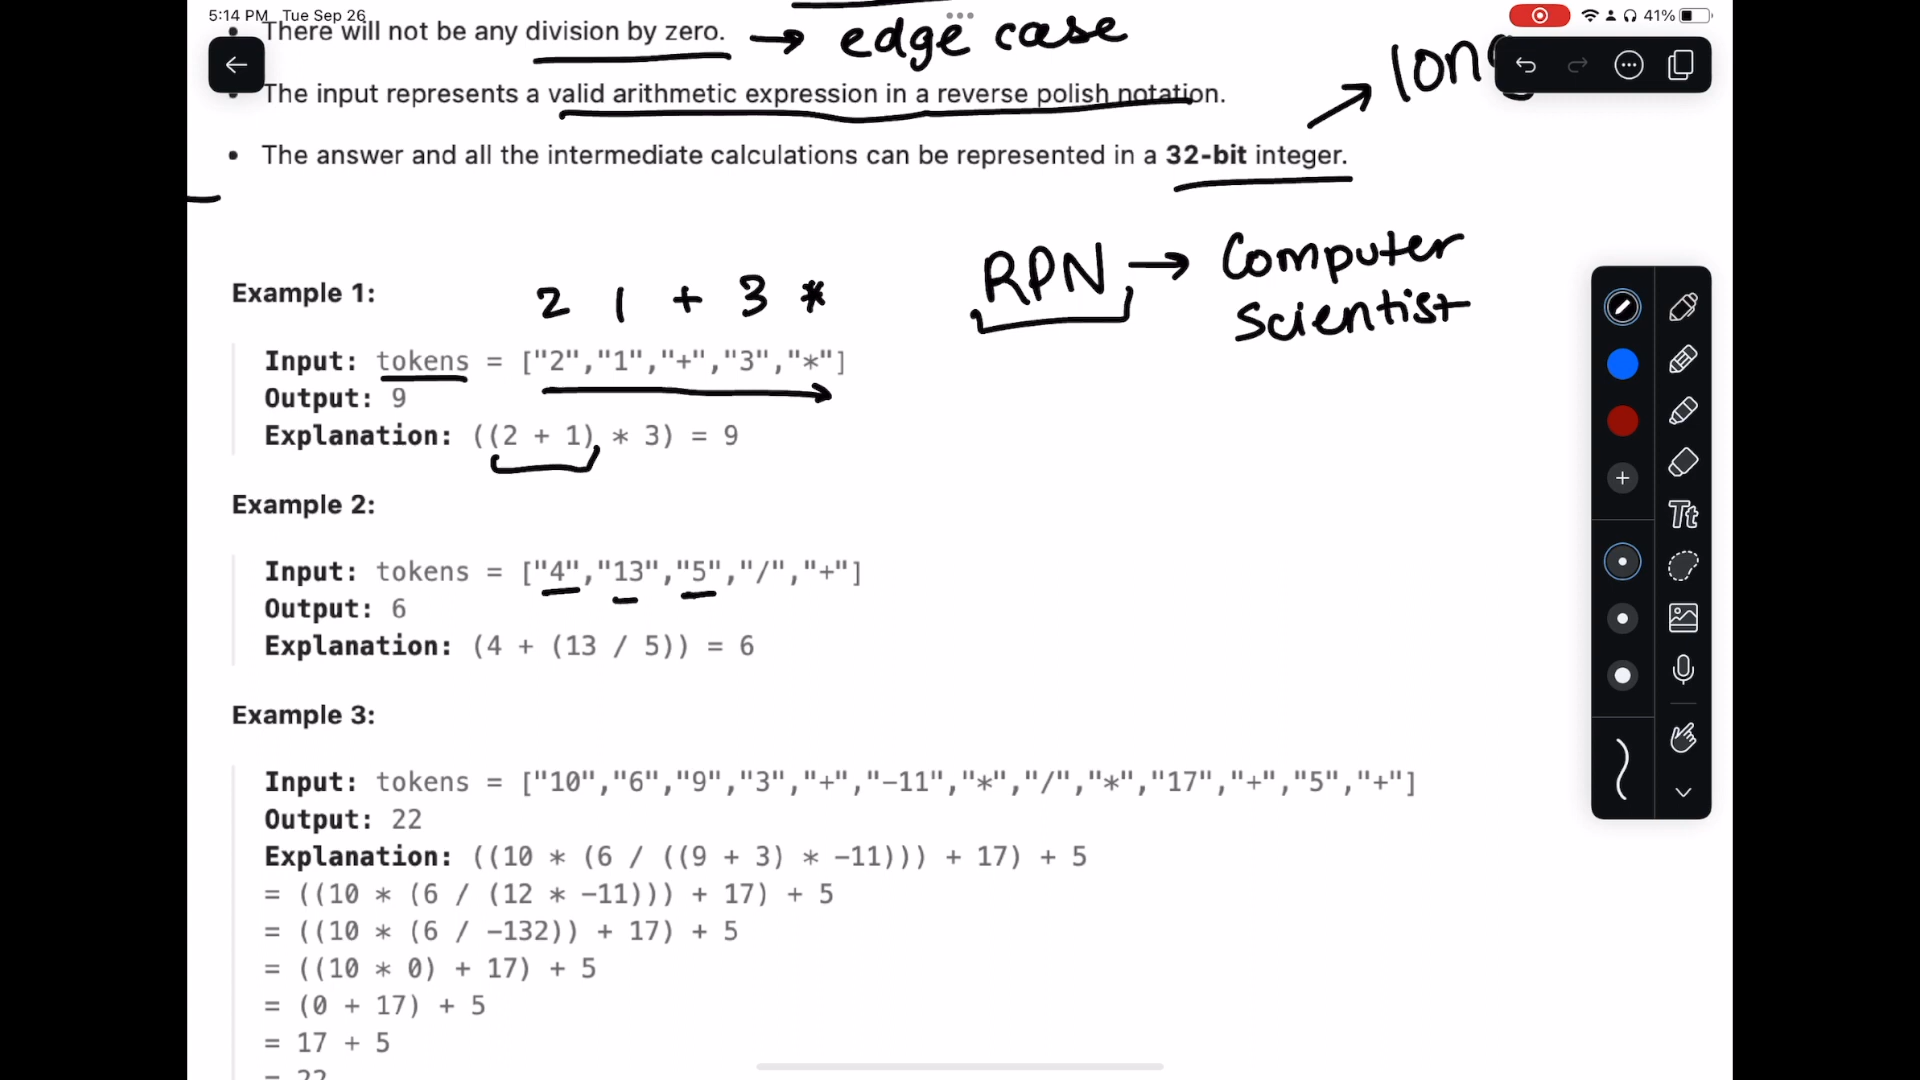 5:14 PM Tue Sep 26
41%
There will not be any division by zero. → edge case
The input represents a valid arithmetic expression in a reverse polish notation.
The answer and all the intermediate calculations can be represented in a 32-bit integer.
RPN → Computer
Scientist
2 1 + 3 *
Example 1:
Input: tokens = ["2","1","+","3","*"]
Output: 9
Explanation: ((2 + 1) * 3) = 9
Example 2:
Input: tokens = ["4","13","5","/","+"]
Output: 6
Explanation: (4 + (13 / 5)) = 6
Example 3:
Input: tokens = ["10","6","9","3","+","-11","*","/","*","17","+","5","+"]
Output: 22
Explanation: ((10 * (6 / ((9 + 3) * -11))) + 17) + 5
= ((10 * (6 / (12 * -11))) + 17) + 5
= ((10 * (6 / -132)) + 17) + 5
= ((10 * 0) + 17) + 5
= (0 + 17) + 5
= 17 + 5
= 22
Tt